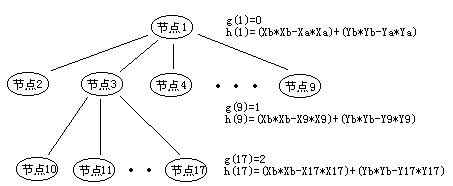 节点1
g(1)=0
h(1)=(Xb*Xb-Xa*Xa)+(Yb*Yb-Ya*Ya)
节点2
节点3
节点4
节点9
g(9)=1
h(9)=(Xb*Xb-X9*X9)+(Yb*Yb-Y9*Y9)
节点10
节点11
节点17
g(17)=2
h(17)=(Xb*Xb-X17*X17)+(Yb*Yb-Y17*Y17)